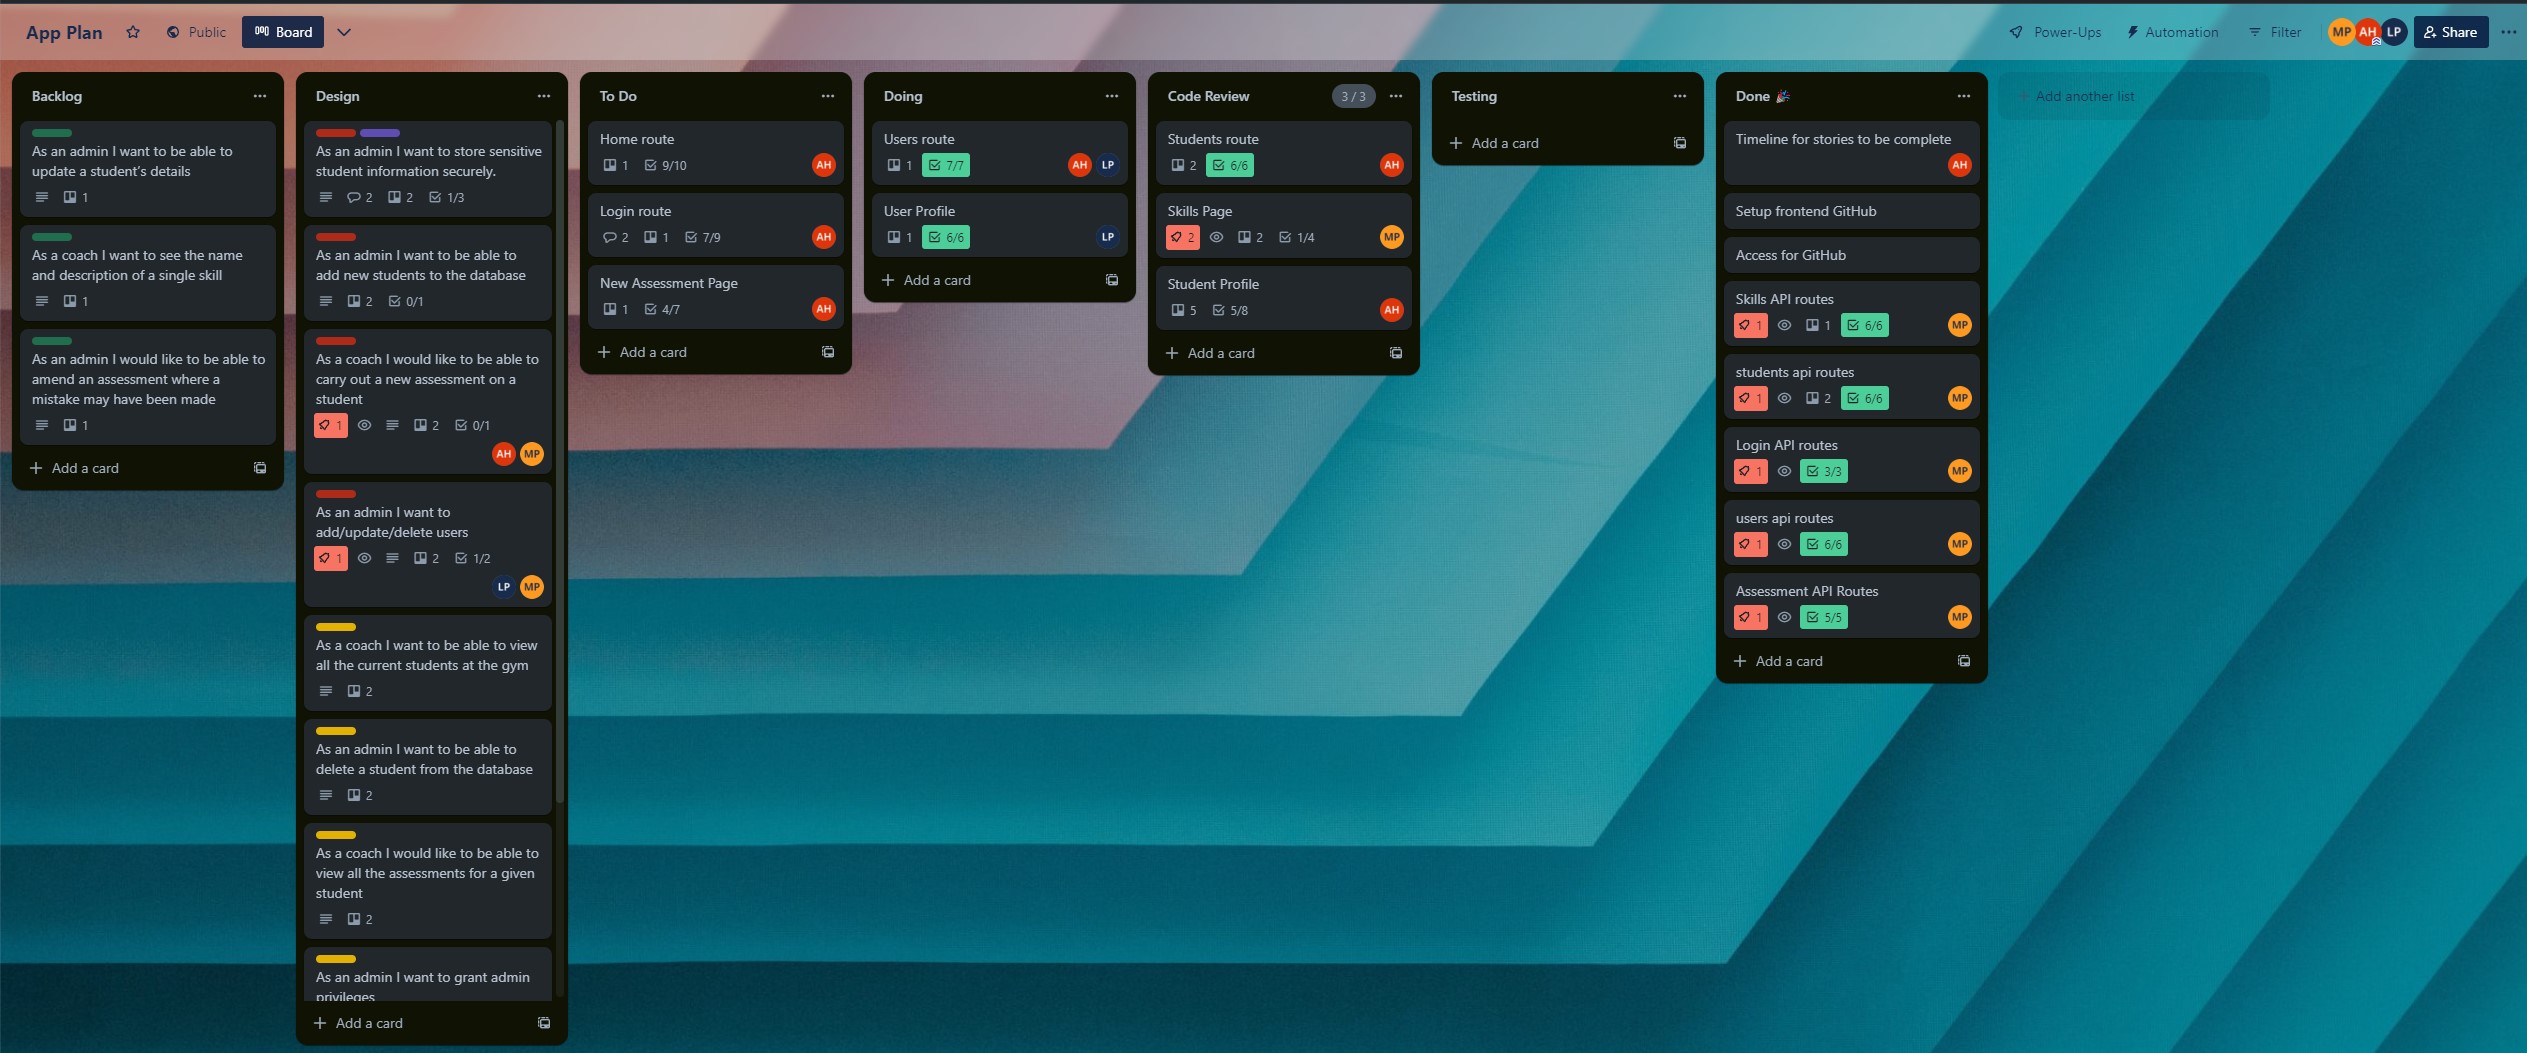 App Plan
Public
Board
Power-Ups
Automation
Filter
MP
AH
LP
Share
Backlog
As an admin I want to be able to
update a student's details
1
As a coach I want to see the name
and description of a single skill
1
As an admin I would like to be able to
amend an assessment where a
mistake may have been made
1
Add a card
Design
As an admin I want to store sensitive
student information securely.
2 2 1/3
As an admin I want to be able to
add new students to the database
2 0/1
As a coach I would like to be able to
carry out a new assessment on a
student
1 2 0/1
AH MP
As an admin I want to
add/update/delete users
1 2 1/2
LP MP
As a coach I want to be able to view
all the current students at the gym
2
As an admin I want to be able to
delete a student from the database
2
As a coach I would like to be able to
view all the assessments for a given
student
2
As an admin I want to grant admin
privileges
Add a card
To Do
Home route
1 9/10 AH
Login route
2 1 7/9 AH
New Assessment Page
1 4/7 AH
Add a card
Doing
Users route
1 7/7 AH LP
User Profile
1 6/6 LP
Add a card
Code Review 3 / 3
Students route
2 6/6 AH
Skills Page
2 2 1/4 MP
Student Profile
5 5/8 AH
Add a card
Testing
Add a card
Done
Timeline for stories to be complete
AH
Setup frontend GitHub
Access for GitHub
Skills API routes
1 1 6/6 MP
students api routes
1 2 6/6 MP
Login API routes
1 3/3 MP
users api routes
1 6/6 MP
Assessment API Routes
1 5/5 MP
Add a card
Add another list